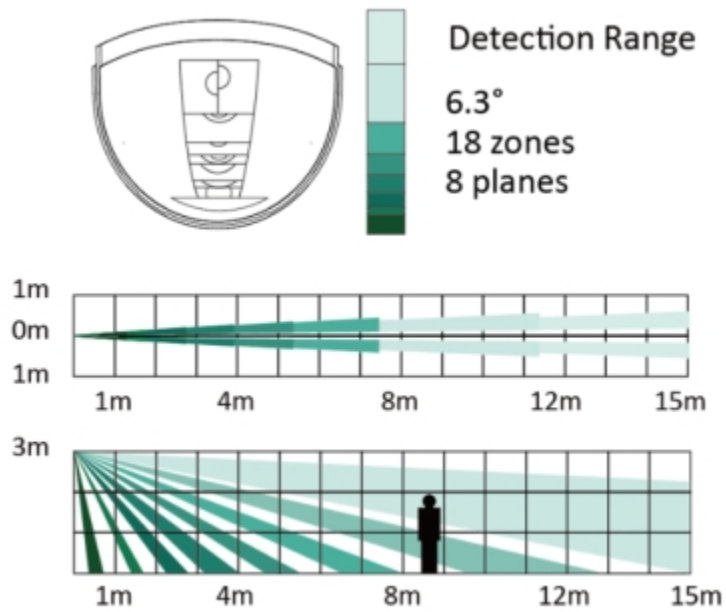 Detection Range
6.3°
18 zones
8 planes
1m
0m
1m
1m 4m 8m 12m 15m
3m
1m 4m 8m 12m 15m